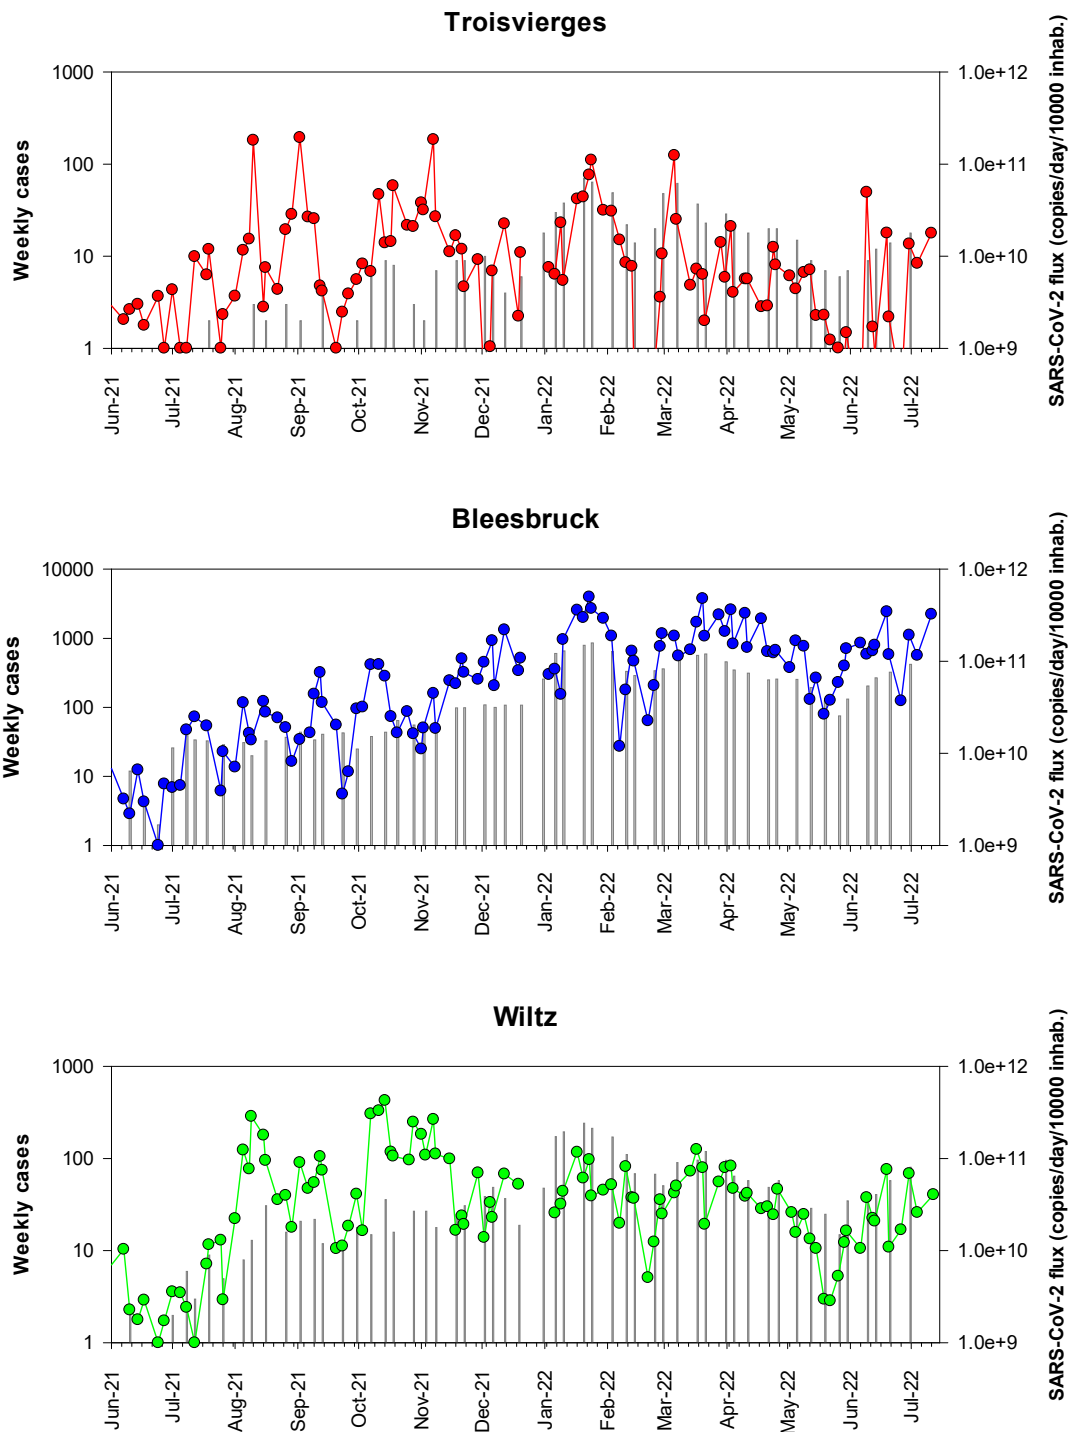 Troisvierges
Weekly cases
1000
100
10
1
1.0e+12
1.0e+11
1.0e+10
1.0e+9
SARS-CoV-2 flux (copies/day/10000 inhab.)
Jun-21
Jul-21
Aug-21
Sep-21
Oct-21
Nov-21
Dec-21
Jan-22
Feb-22
Mar-22
Apr-22
May-22
Jun-22
Jul-22
Bleesbruck
Weekly cases
10000
1000
100
10
1
1.0e+12
1.0e+11
1.0e+10
1.0e+9
SARS-CoV-2 flux (copies/day/10000 inhab.)
Jun-21
Jul-21
Aug-21
Sep-21
Oct-21
Nov-21
Dec-21
Jan-22
Feb-22
Mar-22
Apr-22
May-22
Jun-22
Jul-22
Wiltz
Weekly cases
1000
100
10
1
1.0e+12
1.0e+11
1.0e+10
1.0e+9
SARS-CoV-2 flux (copies/day/10000 inhab.)
Jun-21
Jul-21
Aug-21
Sep-21
Oct-21
Nov-21
Dec-21
Jan-22
Feb-22
Mar-22
Apr-22
May-22
Jun-22
Jul-22